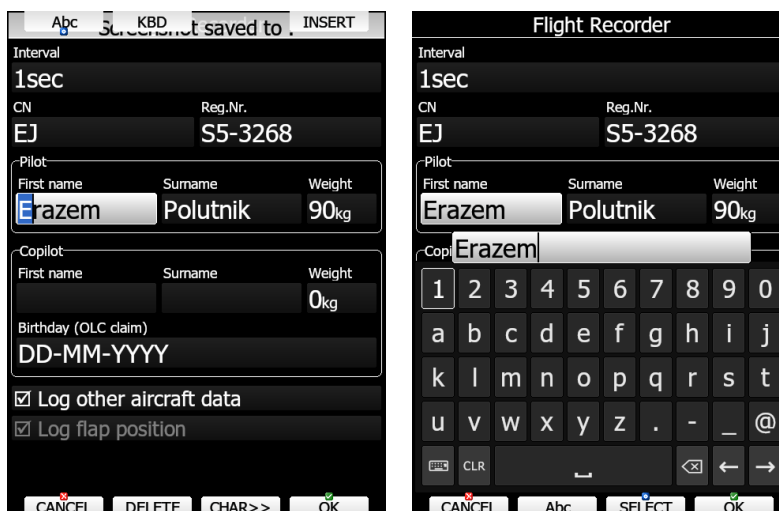 Abc KBD INSERT
Screenshot saved to .
Interval
1sec
CN Reg.Nr.
EJ S5-3268
Pilot
First name Surname Weight
Erazem Polutnik 90kg
Copilot
First name Surname Weight
0kg
Birthday (OLC claim)
DD-MM-YYYY
Log other aircraft data
Log flap position
CANCEL DELETE CHAR>> OK
Flight Recorder
Interval
1sec
CN Reg.Nr.
EJ S5-3268
Pilot
First name Surname Weight
Erazem Polutnik 90kg
Copi
Erazem
1 2 3 4 5 6 7 8 9 0
a b c d e f g h i j
k l m n o p q r s t
u v w x y z . - _ @
CLR ← →
CANCEL Abc SELECT OK